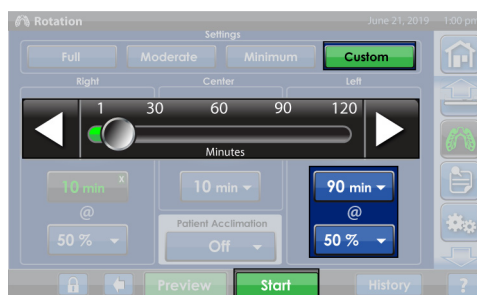 Rotation June 21, 2019 1:00 pm
Settings
Full Moderate Minimum Custom
Right Center Left
1 30 60 90 120
Minutes
10 min x 10 min 90 min
@ @
50 % Patient Acclimation 50 %
Off
Preview Start History ?